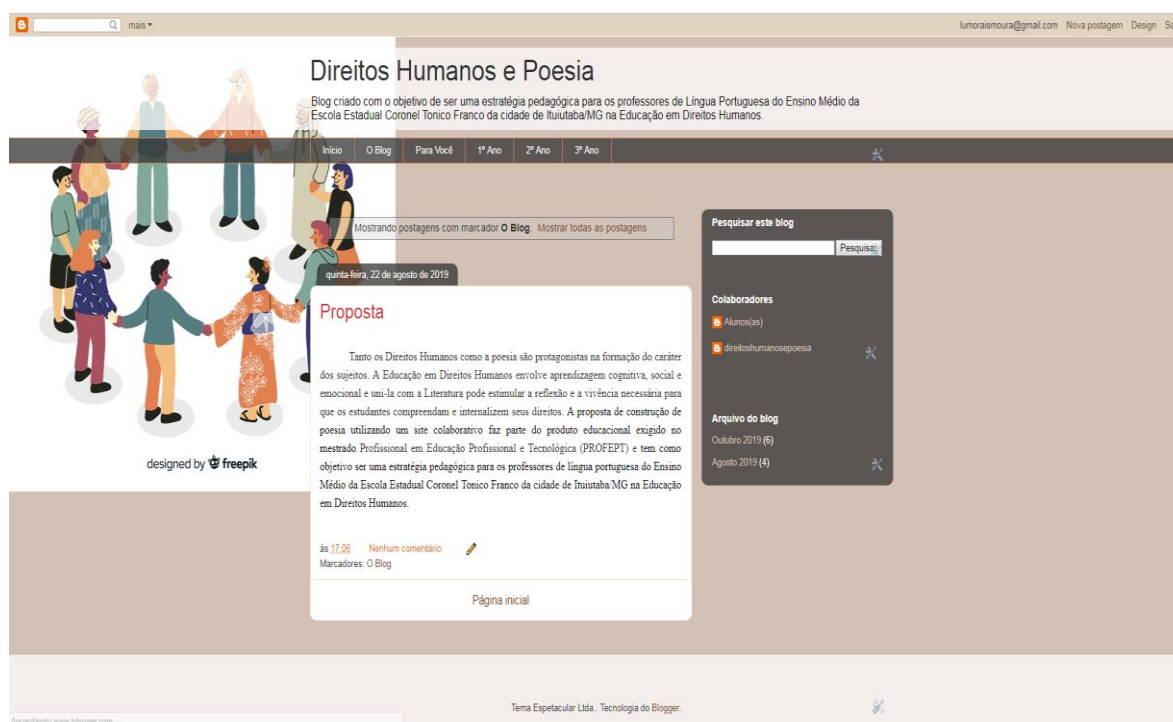 mais
lumoraismoura@gmail.com Nova postagem Design
Direitos Humanos e Poesia
Blog criado com o objetivo de ser uma estratégia pedagógica para os professores de Língua Portuguesa do Ensino Médio da
Escola Estadual Coronel Tonico Franco da cidade de Ituiutaba/MG na Educação em Direitos Humanos.
Início O Blog Para Você 1º Ano 2º Ano 3º Ano
Mostrando postagens com marcador O Blog. Mostrar todas as postagens
quinta-feira, 22 de agosto de 2019
Proposta
Tanto os Direitos Humanos como a poesia são protagonistas na formação do caráter
dos sujeitos. A Educação em Direitos Humanos envolve aprendizagem cognitiva, social e
emocional e uni-la com a Literatura pode estimular a reflexão e a vivência necessária para
que os estudantes compreendam e internalizem seus direitos. A proposta de construção de
poesia utilizando um site colaborativo faz parte do produto educacional exigido no
mestrado Profissional em Educação Profissional e Tecnológica (PROFEPT) e tem como
objetivo ser uma estratégia pedagógica para os professores de língua portuguesa do Ensino
Médio da Escola Estadual Coronel Tonico Franco da cidade de Ituiutaba/MG na Educação
em Direitos Humanos.
às 17:06 Nenhum comentário:
Marcadores: O Blog
Página inicial
Pesquisar este blog
Pesquisar
Colaboradores
Alunos(as)
direitoshumanosepoesia
Arquivo do blog
Outubro 2019 (6)
Agosto 2019 (4)
designed by freepik
Tema Espetacular Ltda.. Tecnologia do Blogger.
Aguardando www.blogger.com